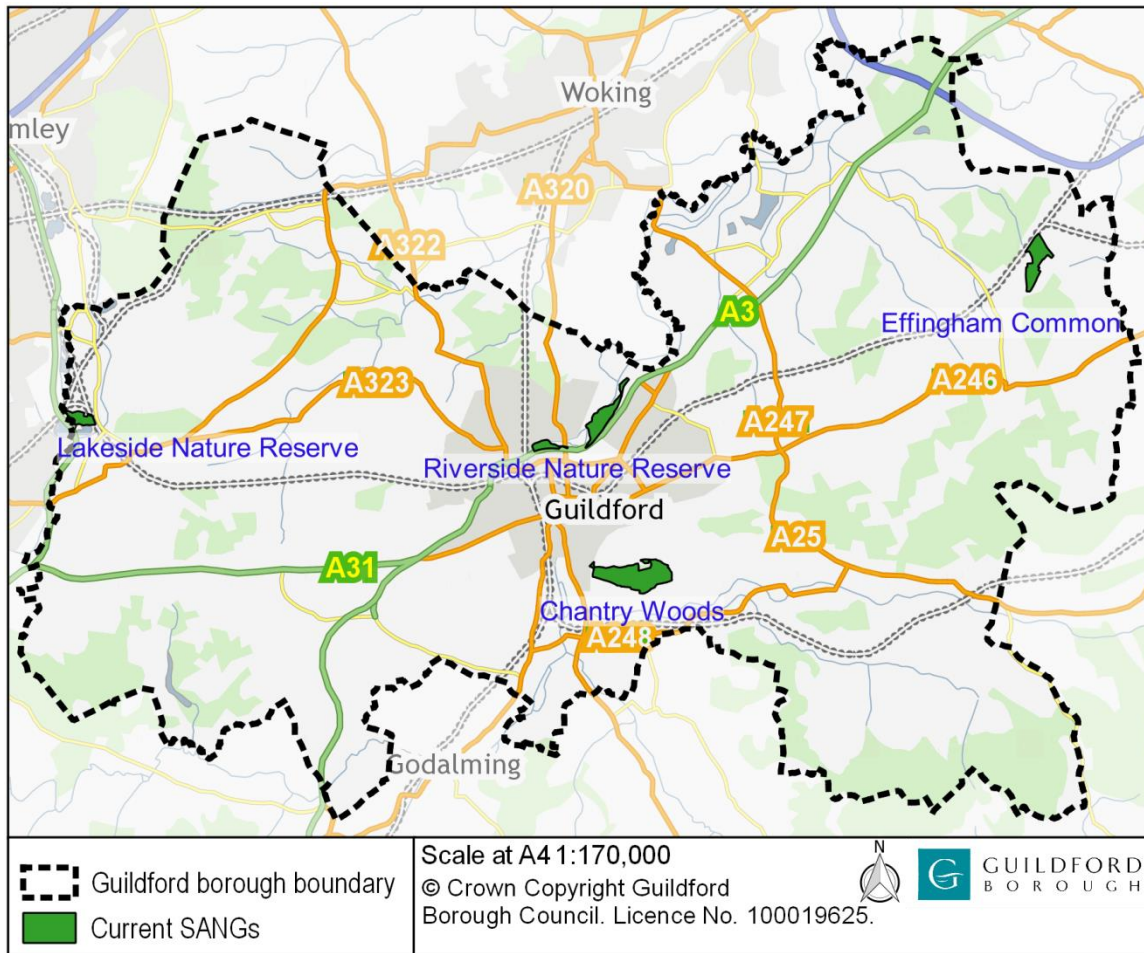 Woking
mley
A320
A322
A3
Effingham Common
A323
A246
A247
Lakeside Nature Reserve
Riverside Nature Reserve
Guildford
A25
A31
Chantry Woods
A248
Godalming
Guildford borough boundary
Current SANGs
Scale at A4 1:170,000
© Crown Copyright Guildford
Borough Council. Licence No. 100019625.
N
G
GUILDFORD
BOROUGH